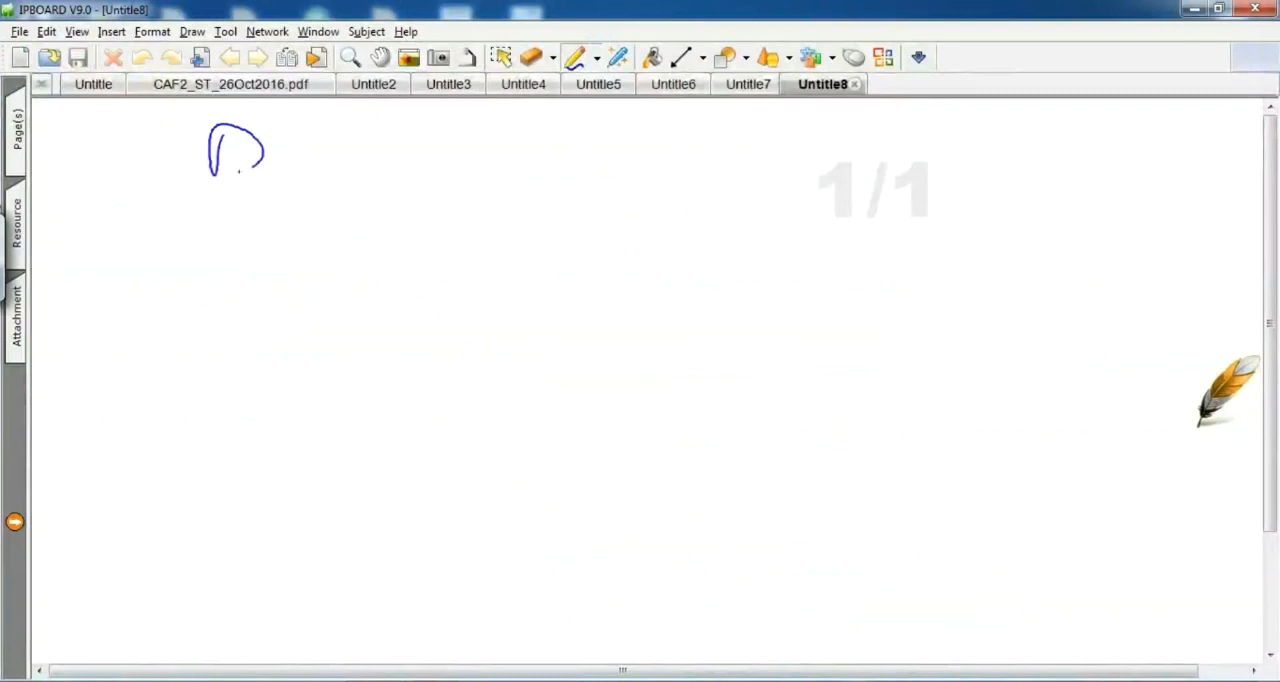 IPBOARD V9.0 - [Untitle8]
File Edit View Insert Format Draw Tool Network Window Subject Help
Untitle CAF2_ST_26Oct2016.pdf Untitle2 Untitle3 Untitle4 Untitle5 Untitle6 Untitle7 Untitle8
Page(s)
Resource
Attachment
1/1